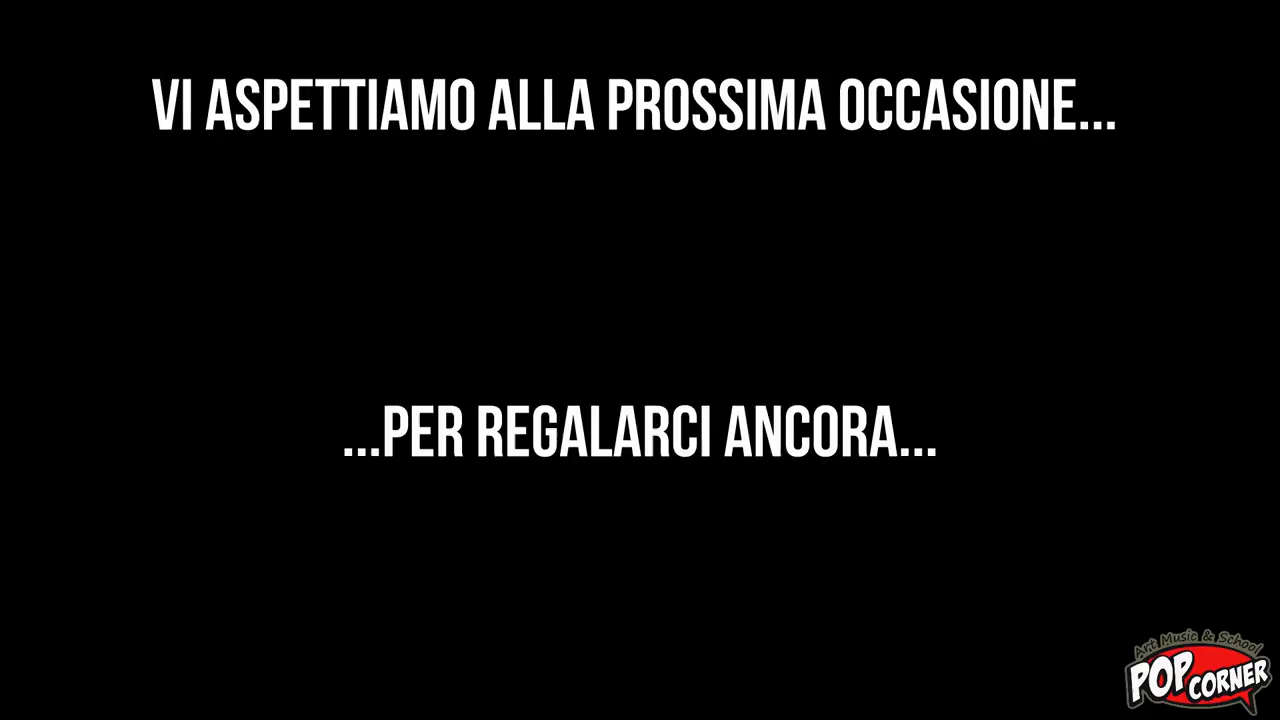 VI ASPETTIAMO ALLA PROSSIMA OCCASIONE...
...PER REGALARCI ANCORA...
Art Music & School
POP CORNER